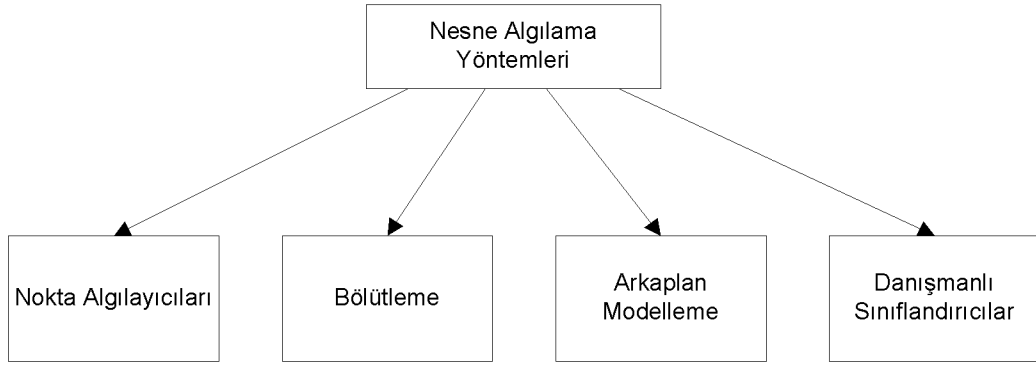 Nesne Algılama
Yöntemleri
Nokta Algılayıcıları
Bölütleme
Arkaplan
Modelleme
Danışmanlı
Sınıflandırıcılar